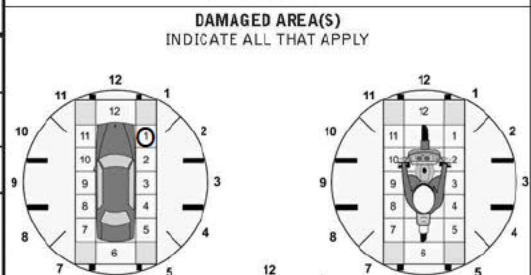 DAMAGED AREA(S)
INDICATE ALL THAT APPLY
12 12
11 1 11 1
12 12
10 11 1 2 10 11 1 2
10 2 10 2
9 9 3 3 9 9 3 3
8 4 8 4
8 7 5 4 8 7 5 4
6 6
7 5 7 5
12